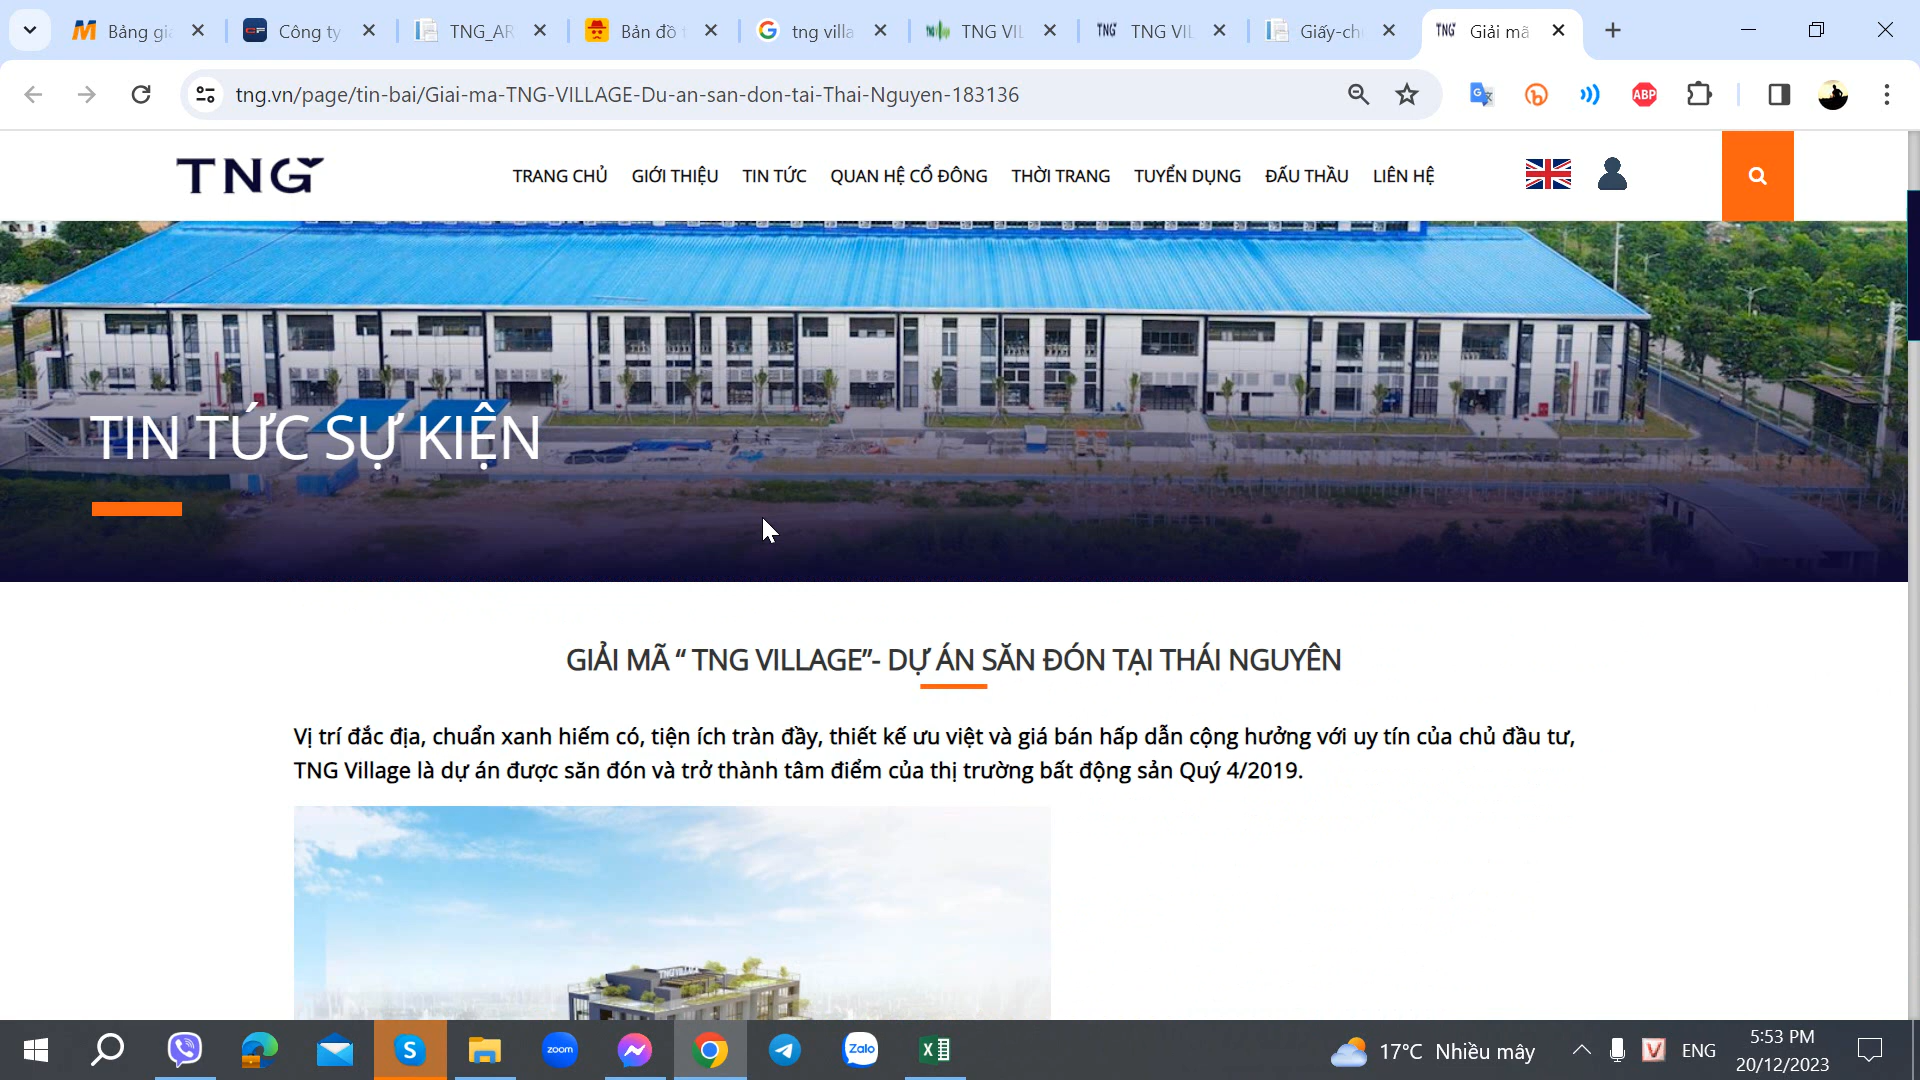 Bảng gi
Công ty
TNG_AR
Bản đồ
tng villa
TNG VIL
TNG VIL
Giấy-ch
Giải mã
tng.vn/page/tin-bai/Giai-ma-TNG-VILLAGE-Du-an-san-don-tai-Thai-Nguyen-183136
ABP
TNG
TRANG CHỦ GIỚI THIỆU TIN TỨC QUAN HỆ CỔ ĐÔNG THỜI TRANG TUYỂN DỤNG ĐẤU THẦU LIÊN HỆ
TIN TỨC SỰ KIỆN
GIẢI MÃ “ TNG VILLAGE”- DỰ ÁN SĂN ĐÓN TẠI THÁI NGUYÊN
Vị trí đắc địa, chuẩn xanh hiếm có, tiện ích tràn đầy, thiết kế ưu việt và giá bán hấp dẫn cộng hưởng với uy tín của chủ đầu tư,
TNG Village là dự án được săn đón và trở thành tâm điểm của thị trường bất động sản Quý 4/2019.
TNG VILLAGE
zoom
Zalo
17°C Nhiều mây
ENG
5:53 PM
20/12/2023